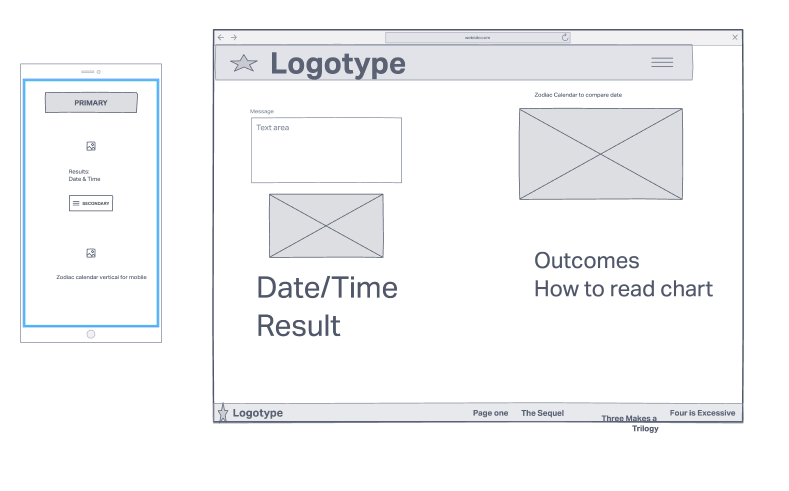 PRIMARY
Results:
Date & Time
SECONDARY
Zodiac calendar vertical for mobile
website.com
Logotype
Message
Text area
Date/Time
Result
Zodiac Calendar to compare date
Outcomes
How to read chart
Logotype
Page one
The Sequel
Three Makes a
Trilogy
Four is Excessive